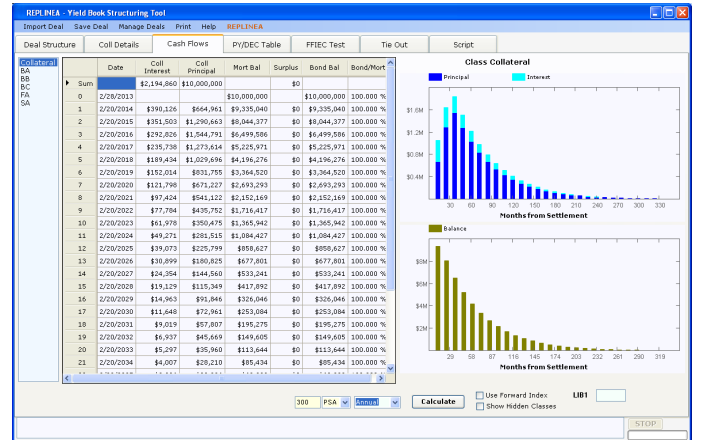 REPLINEA - Yield Book Structuring Tool
Import Deal Save Deal Manage Deals Print Help REPLINEA
Deal Structure Coll Details Cash Flows PY/DEC Table FFIEC Test Tie Out Script
Collateral
BA
BB
BC
FA
SA
Date Coll Interest Coll Principal Mort Bal Surplus Bond Bal Bond/Mort
Sum $2,194,860 $10,000,000 $0
0 2/28/2013 $10,000,000 $10,000,000 100.000 %
1 2/20/2014 $390,126 $664,961 $9,335,040 $0 $9,335,040 100.000 %
2 2/20/2015 $351,503 $1,290,663 $8,044,377 $0 $8,044,377 100.000 %
3 2/20/2016 $292,826 $1,544,791 $6,499,586 $0 $6,499,586 100.000 %
4 2/20/2017 $235,738 $1,273,614 $5,225,971 $0 $5,225,971 100.000 %
5 2/20/2018 $189,434 $1,029,696 $4,196,276 $0 $4,196,276 100.000 %
6 2/20/2019 $152,014 $831,755 $3,364,520 $0 $3,364,520 100.000 %
7 2/20/2020 $121,798 $671,227 $2,693,293 $0 $2,693,293 100.000 %
8 2/20/2021 $97,424 $541,122 $2,152,169 $0 $2,152,169 100.000 %
9 2/20/2022 $77,784 $435,752 $1,716,417 $0 $1,716,417 100.000 %
10 2/20/2023 $61,978 $350,475 $1,365,942 $0 $1,365,942 100.000 %
11 2/20/2024 $49,271 $281,515 $1,084,427 $0 $1,084,427 100.000 %
12 2/20/2025 $39,073 $225,799 $858,627 $0 $858,627 100.000 %
13 2/20/2026 $30,899 $180,825 $677,801 $0 $677,801 100.000 %
14 2/20/2027 $24,354 $144,560 $533,241 $0 $533,241 100.000 %
15 2/20/2028 $19,129 $115,349 $417,892 $0 $417,892 100.000 %
16 2/20/2029 $14,963 $91,846 $326,046 $0 $326,046 100.000 %
17 2/20/2030 $11,648 $72,961 $253,084 $0 $253,084 100.000 %
18 2/20/2031 $9,019 $57,807 $195,275 $0 $195,275 100.000 %
19 2/20/2032 $6,937 $45,669 $149,605 $0 $149,605 100.000 %
20 2/20/2033 $5,297 $35,960 $113,644 $0 $113,644 100.000 %
21 2/20/2034 $4,007 $28,210 $85,434 $0 $85,434 100.000 %
Class Collateral
Principal Interest
$1.6M
$1.2M
$0.8M
$0.4M
30 60 90 120 150 180 210 240 270 300 330
Months from Settlement
Balance
$8M
$6M
$4M
$2M
29 58 87 116 145 174 203 232 261 290 319
Months from Settlement
300 PSA Annual Calculate
Use Forward Index LIB1
Show Hidden Classes
STOP